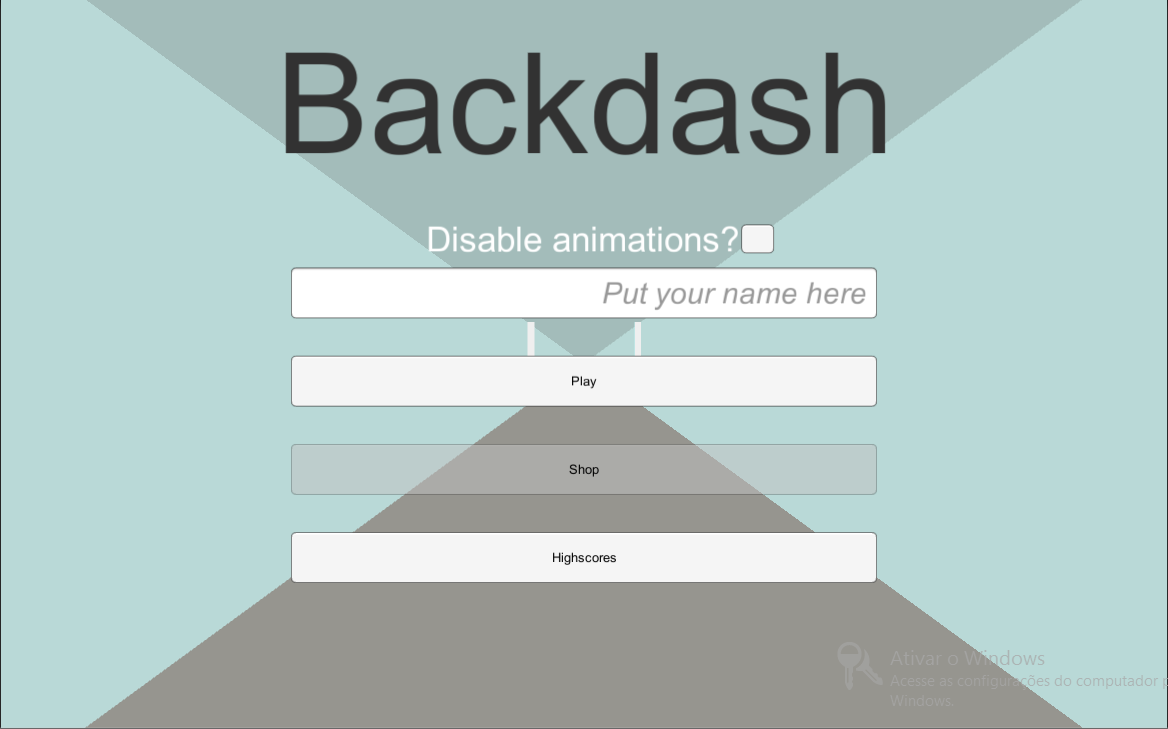 Backdash
Disable animations?
Put your name here
Play
Shop
Highscores
Ativar o Windows
Acesse as configurações do computador p
Windows.